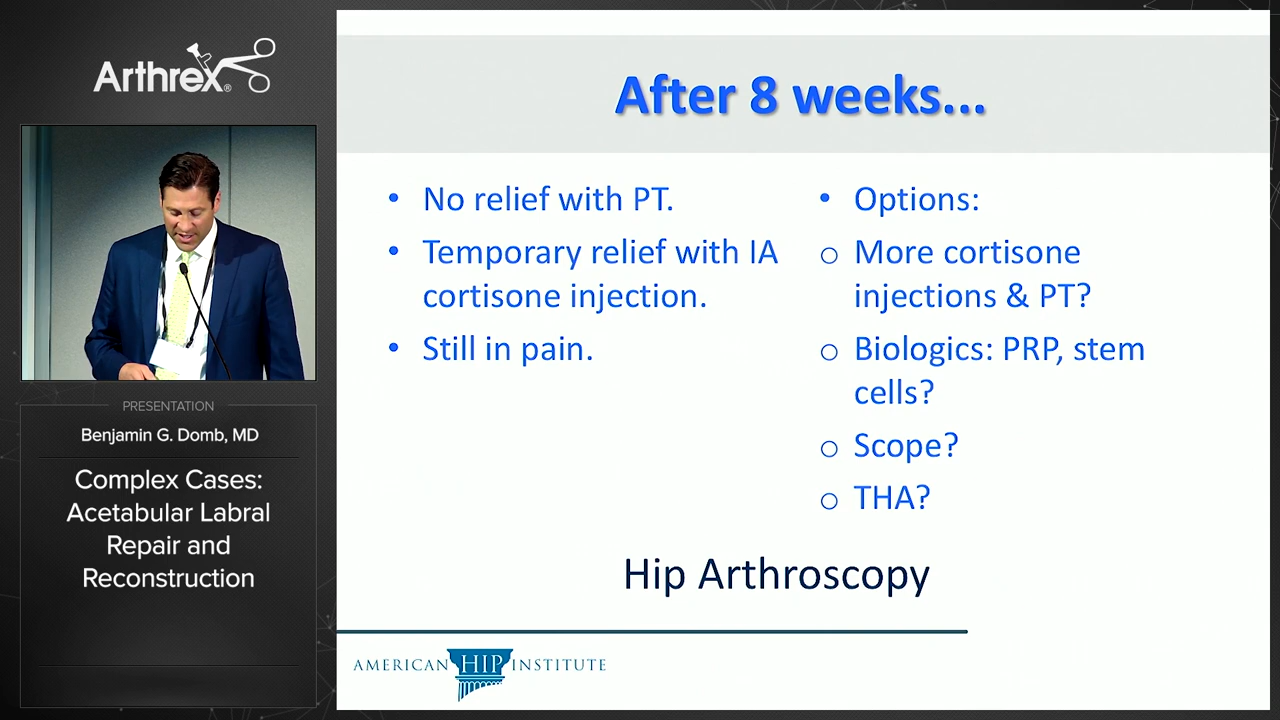 Arthrex®
PRESENTATION
Benjamin G. Domb, MD
Complex Cases:
Acetabular Labral
Repair and
Reconstruction
After 8 weeks...
• No relief with PT.
• Temporary relief with IA
cortisone injection.
• Still in pain.
• Options:
o More cortisone
injections & PT?
o Biologics: PRP, stem
cells?
o Scope?
o THA?
Hip Arthroscopy
AMERICAN HIP INSTITUTE